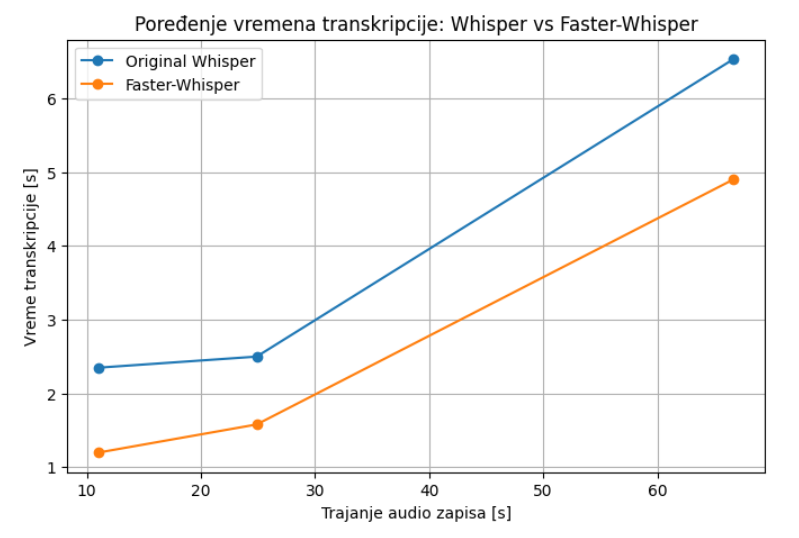 Poređenje vremena transkripcije: Whisper vs Faster-Whisper
Original Whisper
Faster-Whisper
Vreme transkripcije [s]
6
5
4
3
2
1
10 20 30 40 50 60
Trajanje audio zapisa [s]